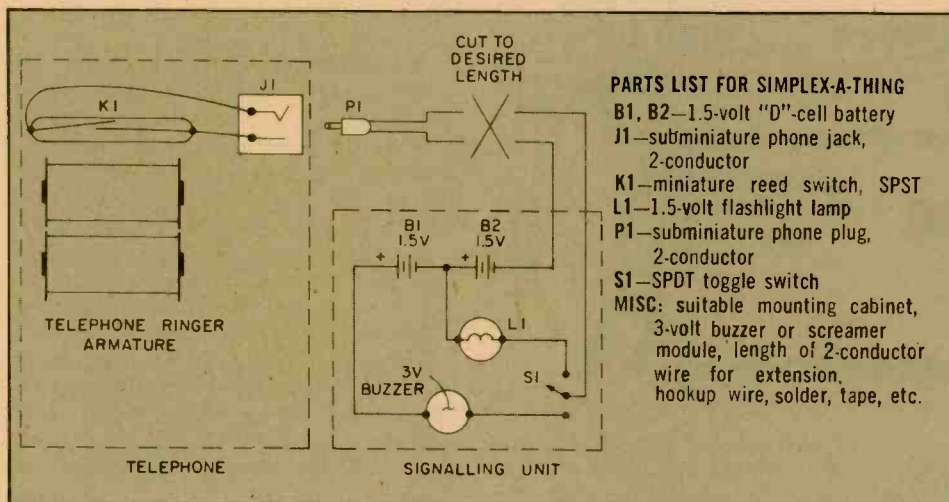 CUT TO
DESIRED
LENGTH
J1
K1
P1
B1
1.5V
B2
1.5V
+
+
L1
S1
3V
BUZZER
TELEPHONE RINGER
ARMATURE
TELEPHONE
SIGNALLING UNIT
PARTS LIST FOR SIMPLEX-A-THING
B1, B2—1.5-volt "D"-cell battery
J1—subminiature phone jack,
2-conductor
K1—miniature reed switch, SPST
L1—1.5-volt flashlight lamp
P1—subminiature phone plug,
2-conductor
S1—SPDT toggle switch
MISC: suitable mounting cabinet,
3-volt buzzer or screamer
module, length of 2-conductor
wire for extension,
hookup wire, solder, tape, etc.